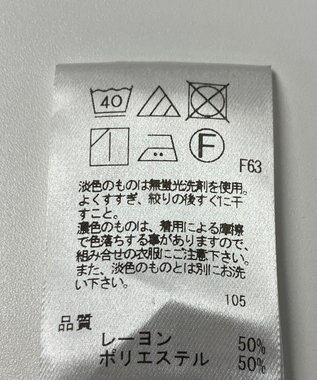 40
F
F63
淡色のものは無蛍光洗剤を使用。
よくすすぎ、絞りの後すぐに干
すこと。
濃色のものは、着用による摩擦
で色落ちする事がありますので、
組み合せの衣服にご注意下さい。
また、淡色のものとは別にお洗
い下さい。
105
品質
レーヨン 50%
ポリエステル 50%